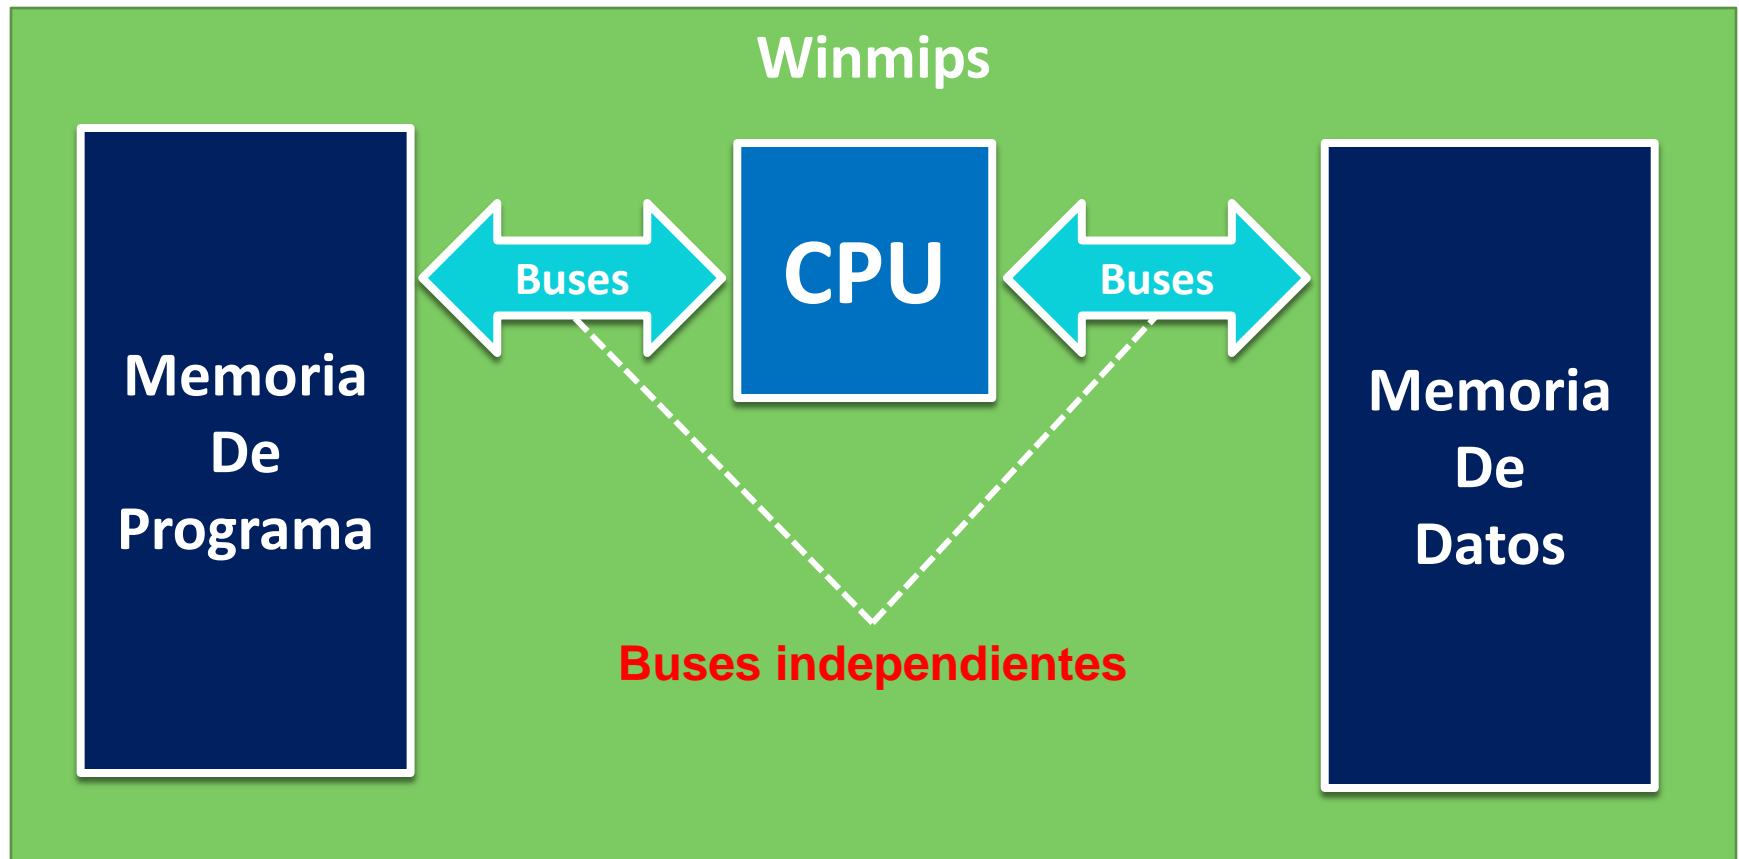 Winmips
Memoria
De
Programa
Buses
CPU
Buses
Memoria
De
Datos
Buses independientes